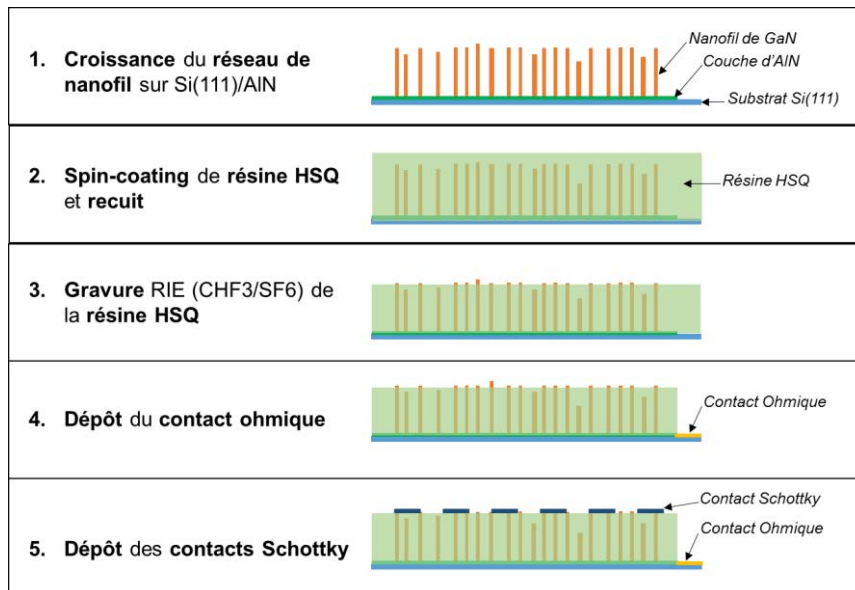 1. Croissance du réseau de
nanofil sur Si(111)/AlN
Nanofil de GaN
Couche d'AlN
Substrat Si(111)
2. Spin-coating de résine HSQ
et recuit
Résine HSQ
3. Gravure RIE (CHF3/SF6) de
la résine HSQ
4. Dépôt du contact ohmique
Contact Ohmique
5. Dépôt des contacts Schottky
Contact Schottky
Contact Ohmique